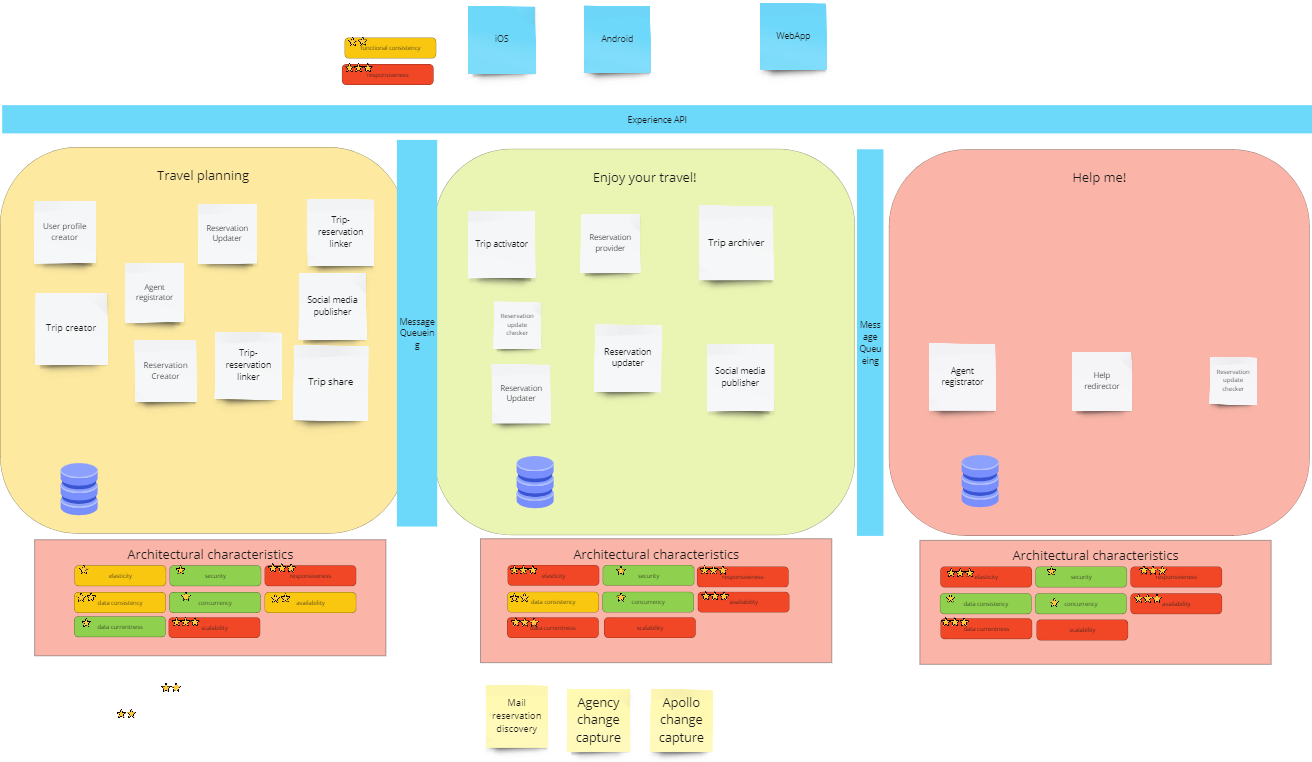 iOS
Android
WebApp
functional consistency
responsiveness
Experience API
Travel planning
User profile
creator
Reservation
Updater
Trip-
reservation
linker
Agent
registrator
Social media
publisher
Trip creator
Reservation
Creator
Trip-
reservation
linker
Trip share
Message
Queuein
g
Enjoy your travel!
Trip activator
Reservation
provider
Trip archiver
Reservation
update
checker
Reservation
updater
Reservation
Updater
Social media
publisher
Mess
age
Queu
eing
Help me!
Agent
registrator
Help
redirector
Reservation
update
checker
Architectural characteristics
elasticity
security
responsiveness
data consistency
concurrency
availability
data currentness
scalability
Architectural characteristics
elasticity
security
responsiveness
data consistency
concurrency
availability
data currentness
scalability
Architectural characteristics
elasticity
security
responsiveness
data consistency
concurrency
availability
data currentness
scalability
Mail
reservation
discovery
Agency
change
capture
Apollo
change
capture